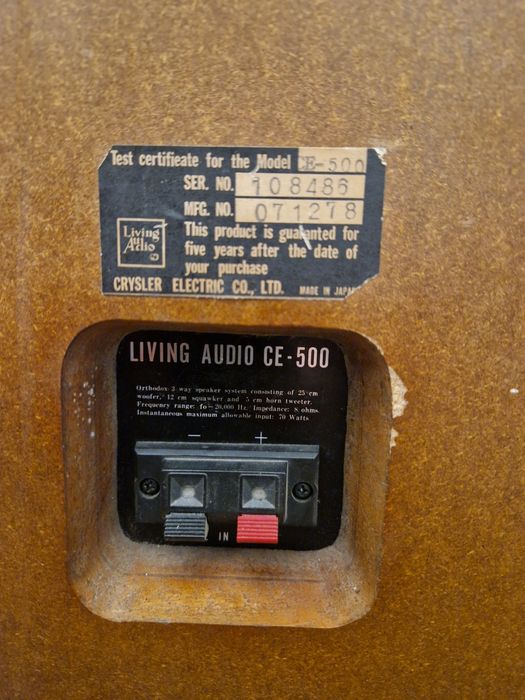 Test certificate for the Model CE-500
SER. NO. 108486
MFG. NO. 071278
Living Audio
This product is guaranteed for
five years after the date of
your purchase
CRYSLER ELECTRIC CO., LTD. MADE IN JAPA
LIVING AUDIO CE-500
Orthodox 3 way speaker system consisting of 25 cm
woofer, 12 cm squawker and 5 cm horn tweeter.
Frequency range: fo-20,000 Hz. Impedance: 8 ohms.
Instantaneous maximum allowable input: 70 Watts
- +
IN